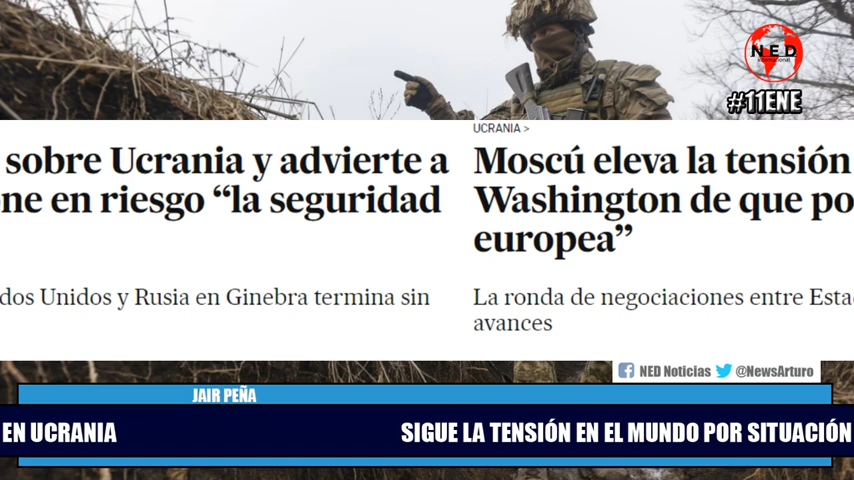 NED
International
#11ENE
sobre Ucrania y advierte a
ne en riesgo “la seguridad
dos Unidos y Rusia en Ginebra termina sin
UCRANIA >
Moscú eleva la tensión
Washington de que po
europea”
La ronda de negociaciones entre Esta
avances
NED Noticias @NewsArturo
JAIR PEÑA
EN UCRANIA SIGUE LA TENSIÓN EN EL MUNDO POR SITUACIÓN